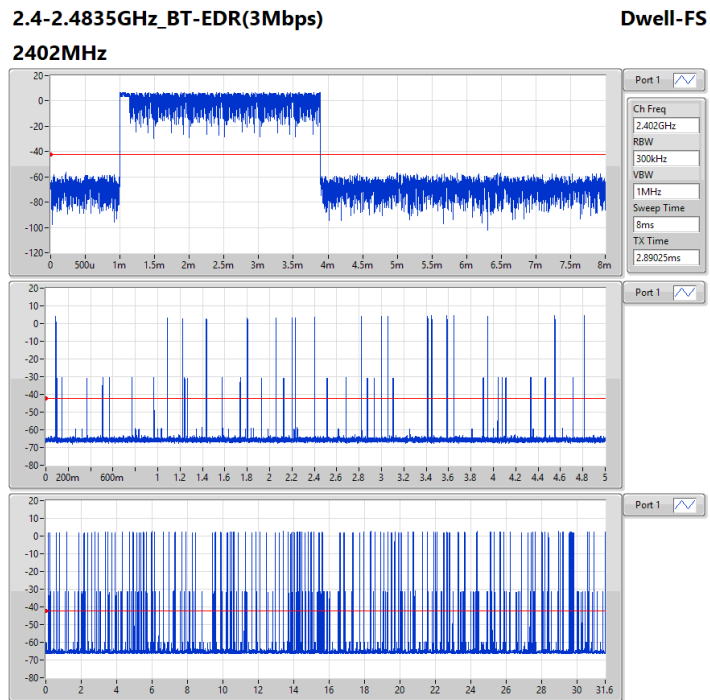 2.4-2.4835GHz_BT-EDR(3Mbps) Dwell-FS
2402MHz
20
0
-20
-40
-60
-80
-100
-120
0 500u 1m 1.5m 2m 2.5m 3m 3.5m 4m 4.5m 5m 5.5m 6m 6.5m 7m 7.5m 8m
Port 1
Ch Freq
2.402GHz
RBW
300kHz
VBW
1MHz
Sweep Time
8ms
TX Time
2.89025ms
20
10
0
-10
-20
-30
-40
-50
-60
-70
-80
0 200m 600m 1 1.2 1.4 1.6 1.8 2 2.2 2.4 2.6 2.8 3 3.2 3.4 3.6 3.8 4 4.2 4.4 4.6 4.8 5
Port 1
20
10
0
-10
-20
-30
-40
-50
-60
-70
-80
0 2 4 6 8 10 12 14 16 18 20 22 24 26 28 30 31.6
Port 1